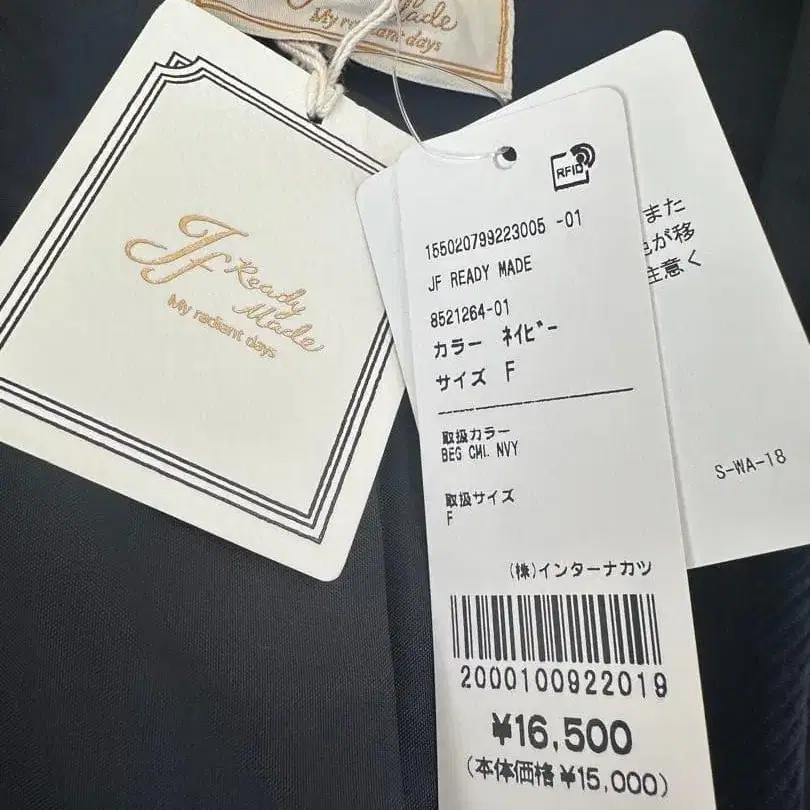 Made
My radiant days
Jf Ready
Made
My radiant days
RFID
155020799223005 -01
JF READY MADE
8521264-01
カラー ネイビー
サイズ F
取扱カラー
BEG CMI. NVY
取扱サイズ
F
(株)インターナカツ
2000100922019
¥16,500
(本体価格¥15,000)
また
色が移
注意く
S-WA-18